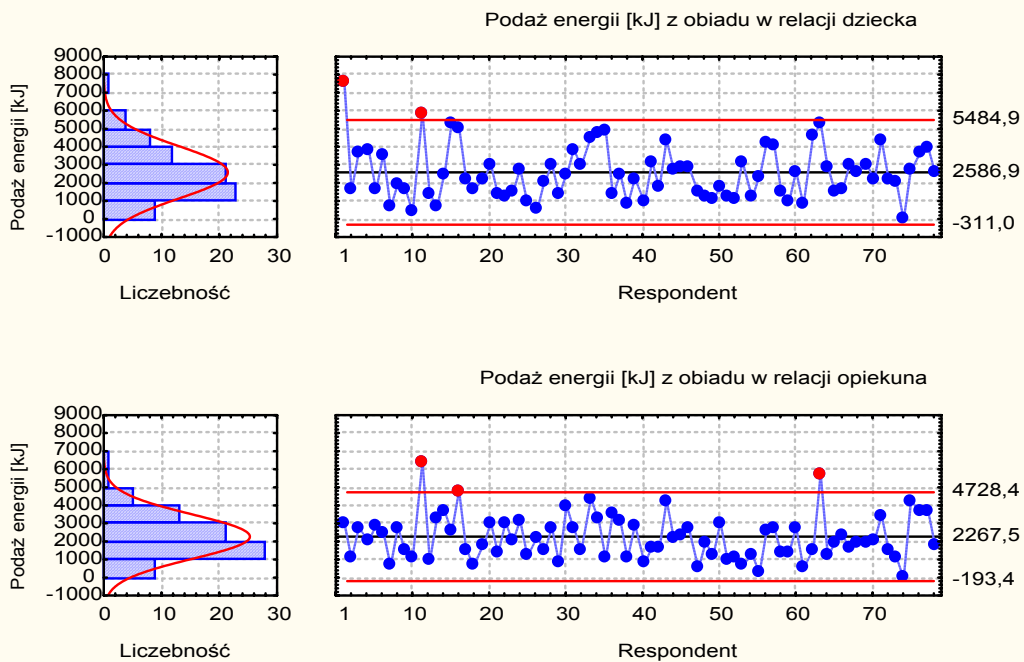 Podaż energii [kJ] z obiadu w relacji dziecka
Podaż energii [kJ]
9000
8000
7000
6000
5000
4000
3000
2000
1000
0
-1000
0 10 20 30
Liczebność
1 10 20 30 40 50 60 70
Respondent
5484,9
2586,9
-311,0
Podaż energii [kJ] z obiadu w relacji opiekuna
Podaż energii [kJ]
9000
8000
7000
6000
5000
4000
3000
2000
1000
0
-1000
0 10 20 30
Liczebność
1 10 20 30 40 50 60 70
Respondent
4728,4
2267,5
-193,4